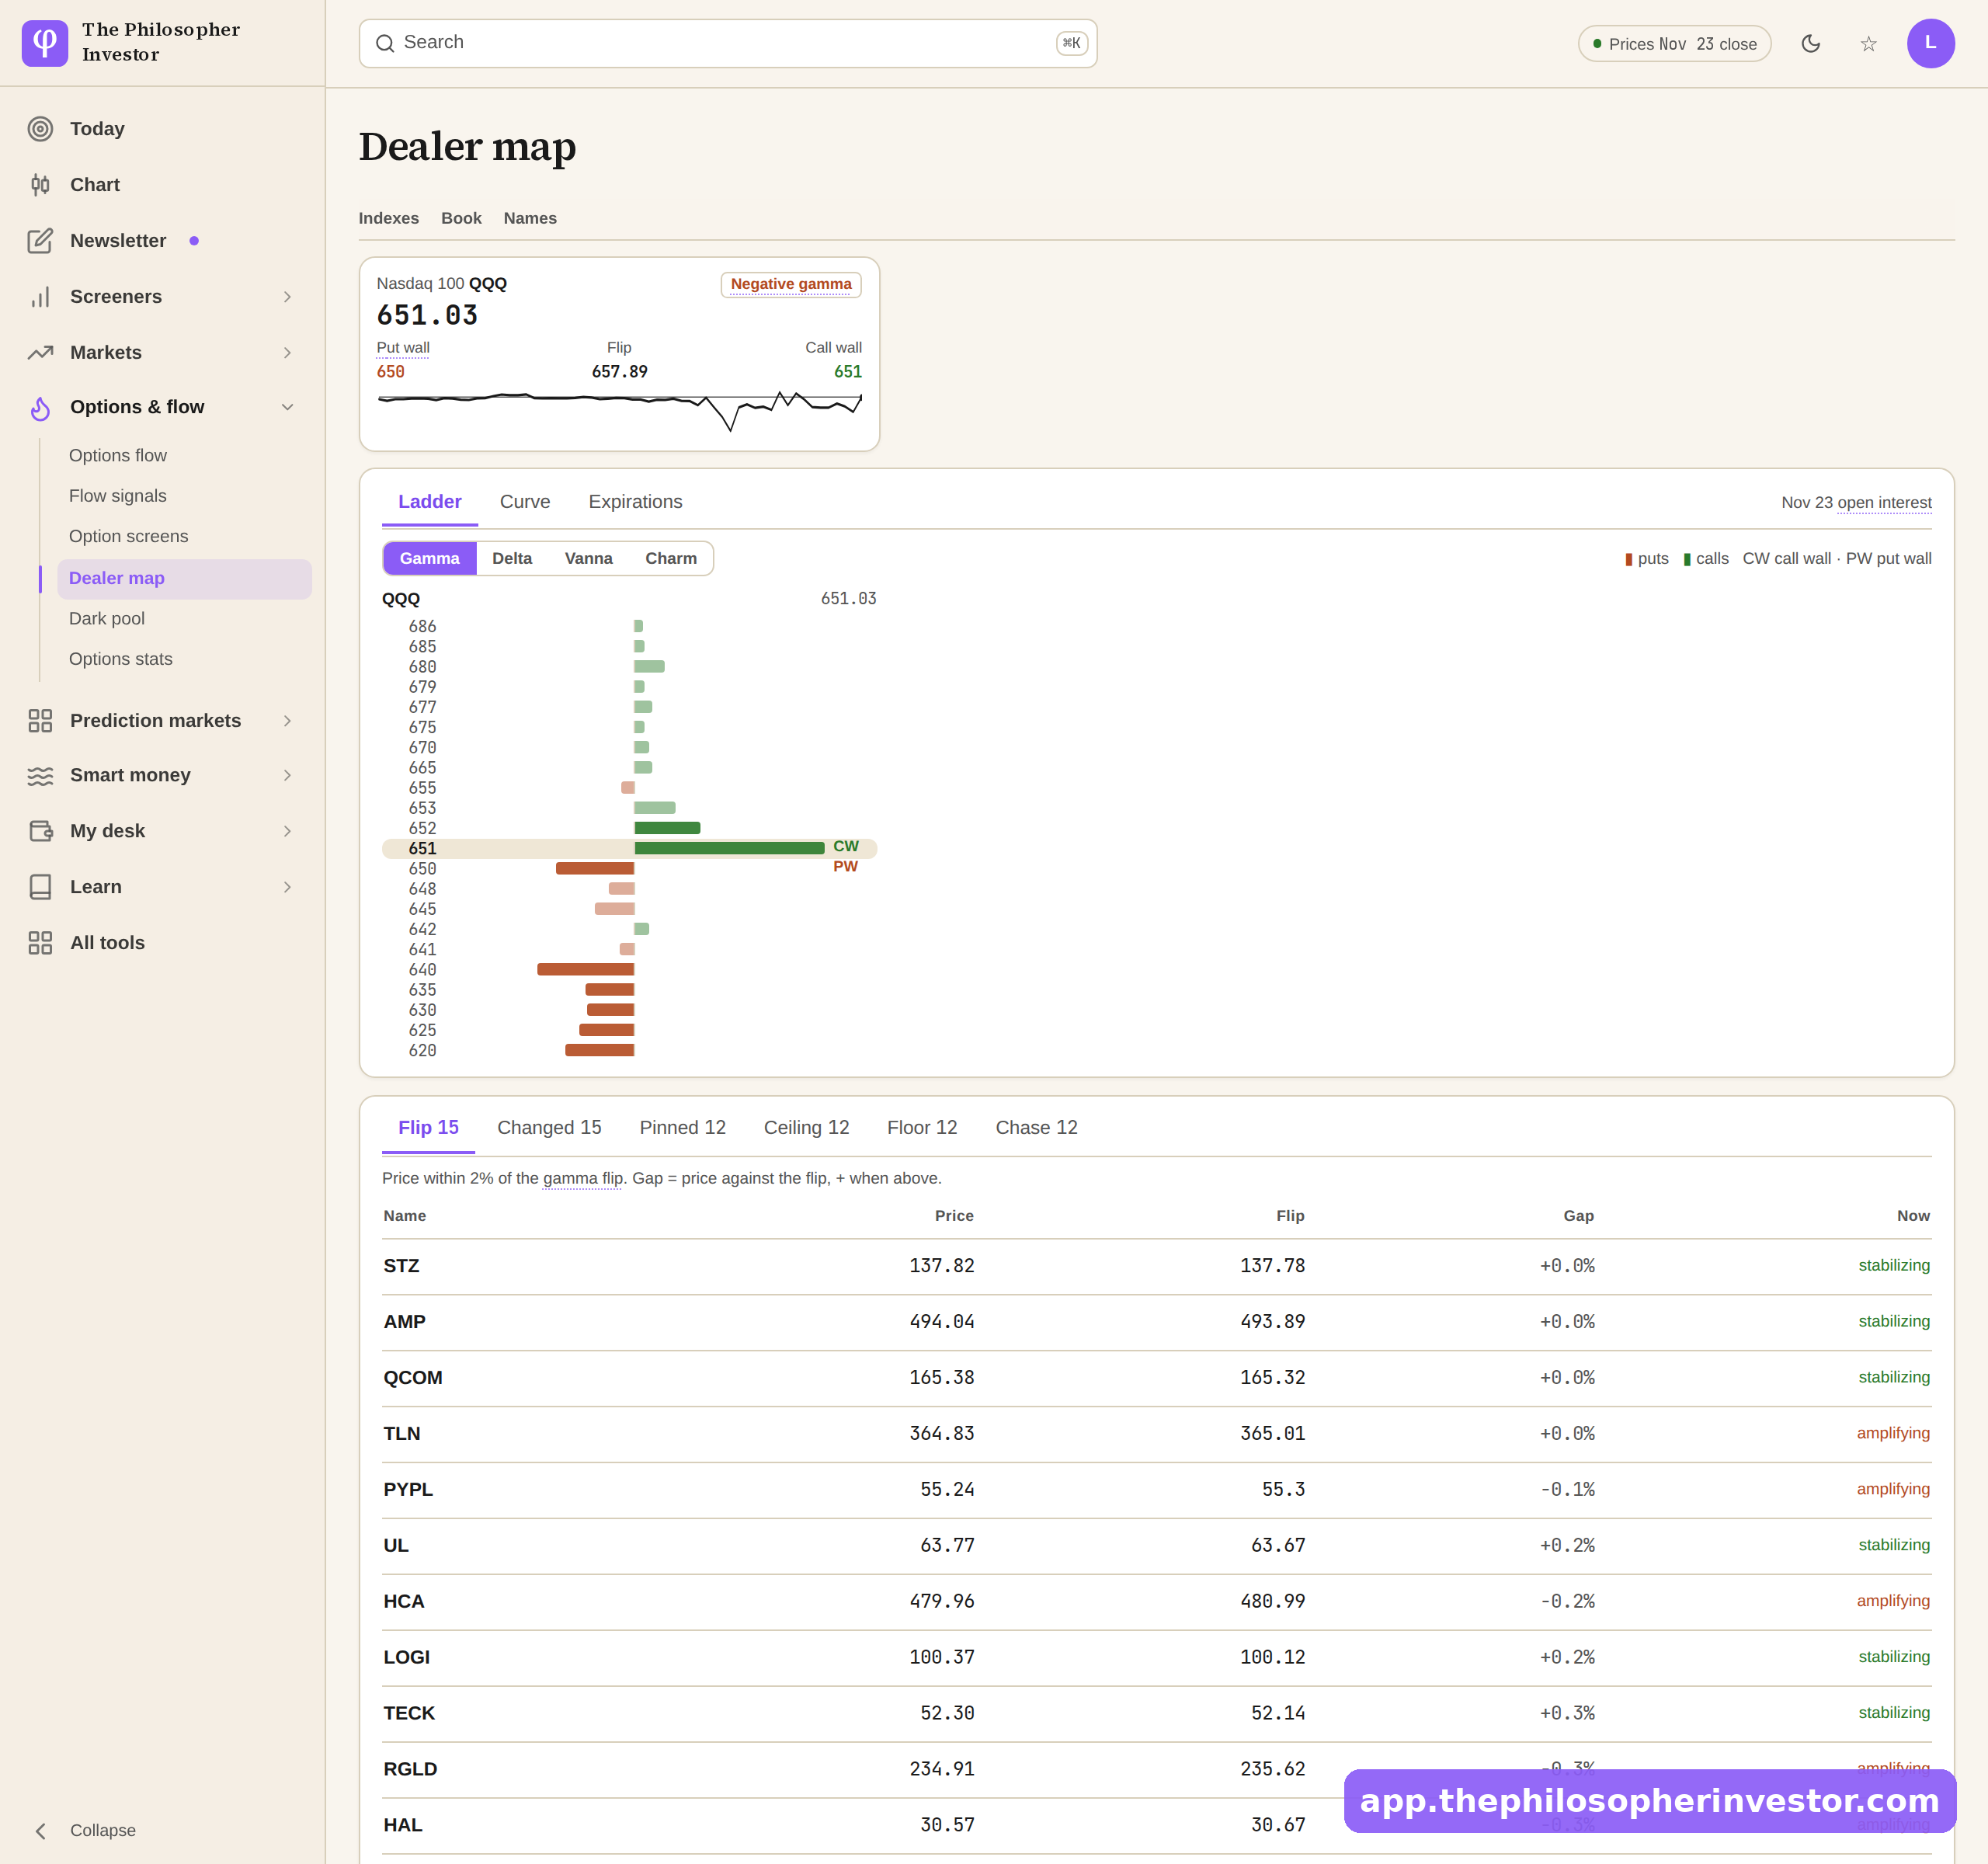 φ The Philosopher
Investor
Search
⌘K
Prices Nov 23 close
L
Today
Chart
Newsletter
Screeners
Markets
Options & flow
Options flow
Flow signals
Option screens
Dealer map
Dark pool
Options stats
Prediction markets
Smart money
My desk
Learn
All tools
Collapse
Dealer map
Indexes Book Names
Nasdaq 100 QQQ Negative gamma
651.03
Put wall Flip Call wall
650 657.89 651
Ladder Curve Expirations Nov 23 open interest
Gamma Delta Vanna Charm puts calls CW call wall · PW put wall
QQQ 651.03
686
685
680
679
677
675
670
665
655
653
652
651 CW
650 PW
648
645
642
641
640
635
630
625
620
Flip 15 Changed 15 Pinned 12 Ceiling 12 Floor 12 Chase 12
Price within 2% of the gamma flip. Gap = price against the flip, + when above.
Name Price Flip Gap Now
STZ 137.82 137.78 +0.0% stabilizing
AMP 494.04 493.89 +0.0% stabilizing
QCOM 165.38 165.32 +0.0% stabilizing
TLN 364.83 365.01 +0.0% amplifying
PYPL 55.24 55.3 -0.1% amplifying
UL 63.77 63.67 +0.2% stabilizing
HCA 479.96 480.99 -0.2% amplifying
LOGI 100.37 100.12 +0.2% stabilizing
TECK 52.30 52.14 +0.3% stabilizing
RGLD 234.91 235.62 -0.3% amplifying
HAL 30.57 30.67 -0.3% amplifying
app.thephilosopherinvestor.com